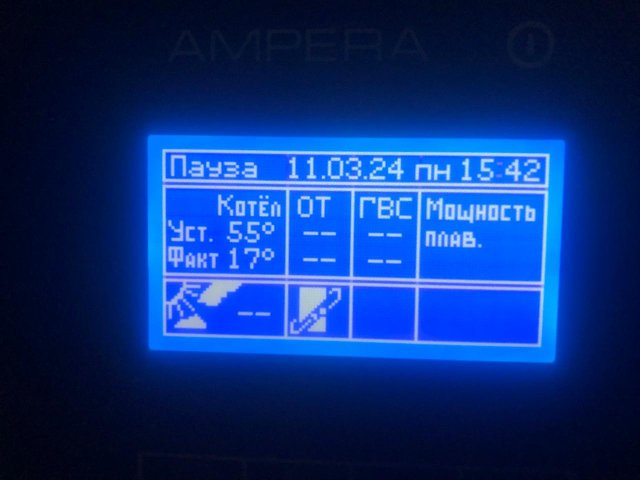 AMPERA
Пауза 11.03.24 пн 15:42
Котёл ОТ ГВС Мощность
Уст. 55° -- -- плав.
Факт 17° -- --
--